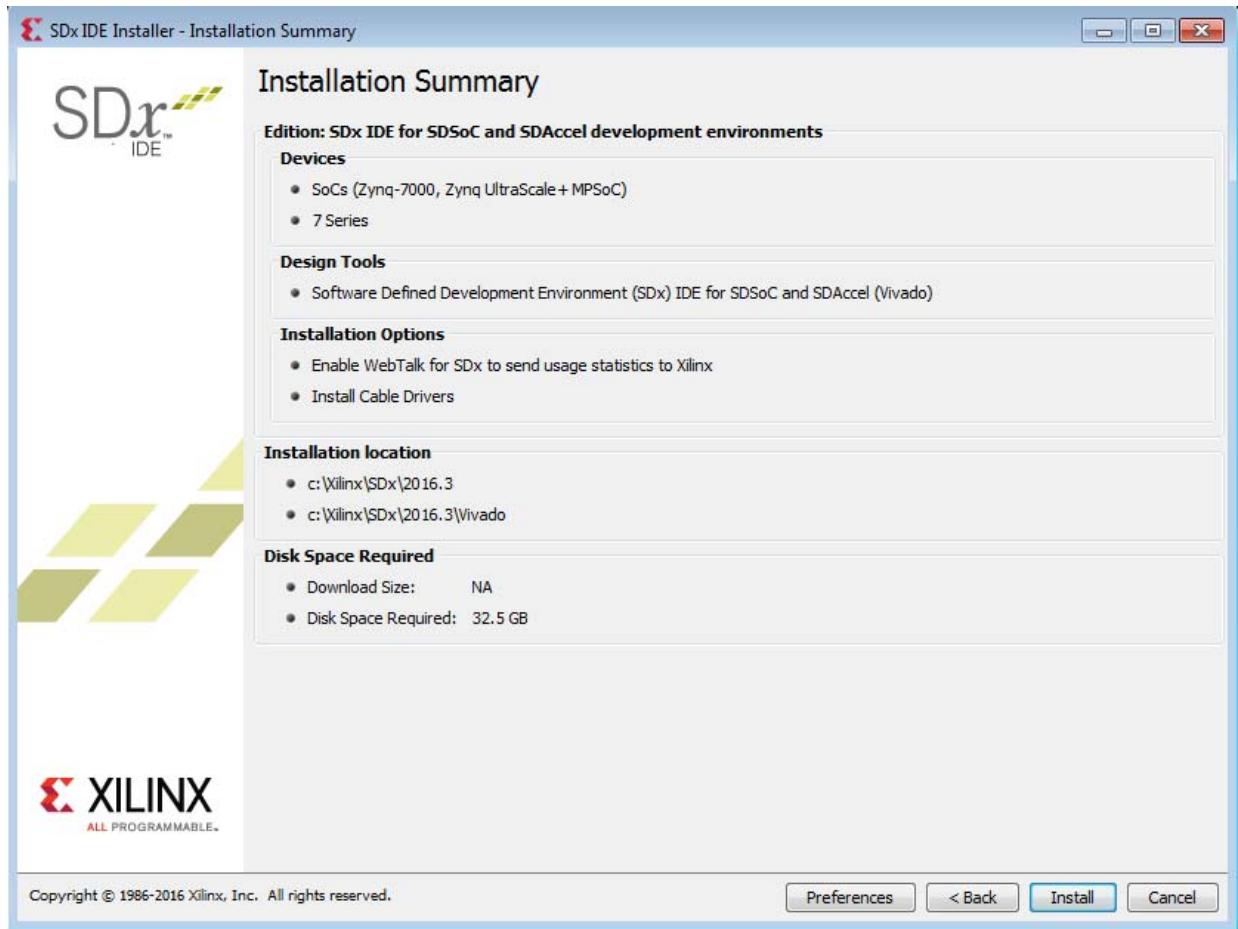 SDx IDE Installer - Installation Summary
SDx™
IDE
Installation Summary
Edition: SDx IDE for SDSoC and SDAccel development environments
Devices
SoCs (Zynq-7000, Zynq UltraScale+ MPSoC)
7 Series
Design Tools
Software Defined Development Environment (SDx) IDE for SDSoC and SDAccel (Vivado)
Installation Options
Enable WebTalk for SDx to send usage statistics to Xilinx
Install Cable Drivers
Installation location
c:\Xilinx\SDx\2016.3
c:\Xilinx\SDx\2016.3\Vivado
Disk Space Required
Download Size: NA
Disk Space Required: 32.5 GB
XILINX
ALL PROGRAMMABLE™
Copyright © 1986-2016 Xilinx, Inc. All rights reserved.
Preferences < Back Install Cancel